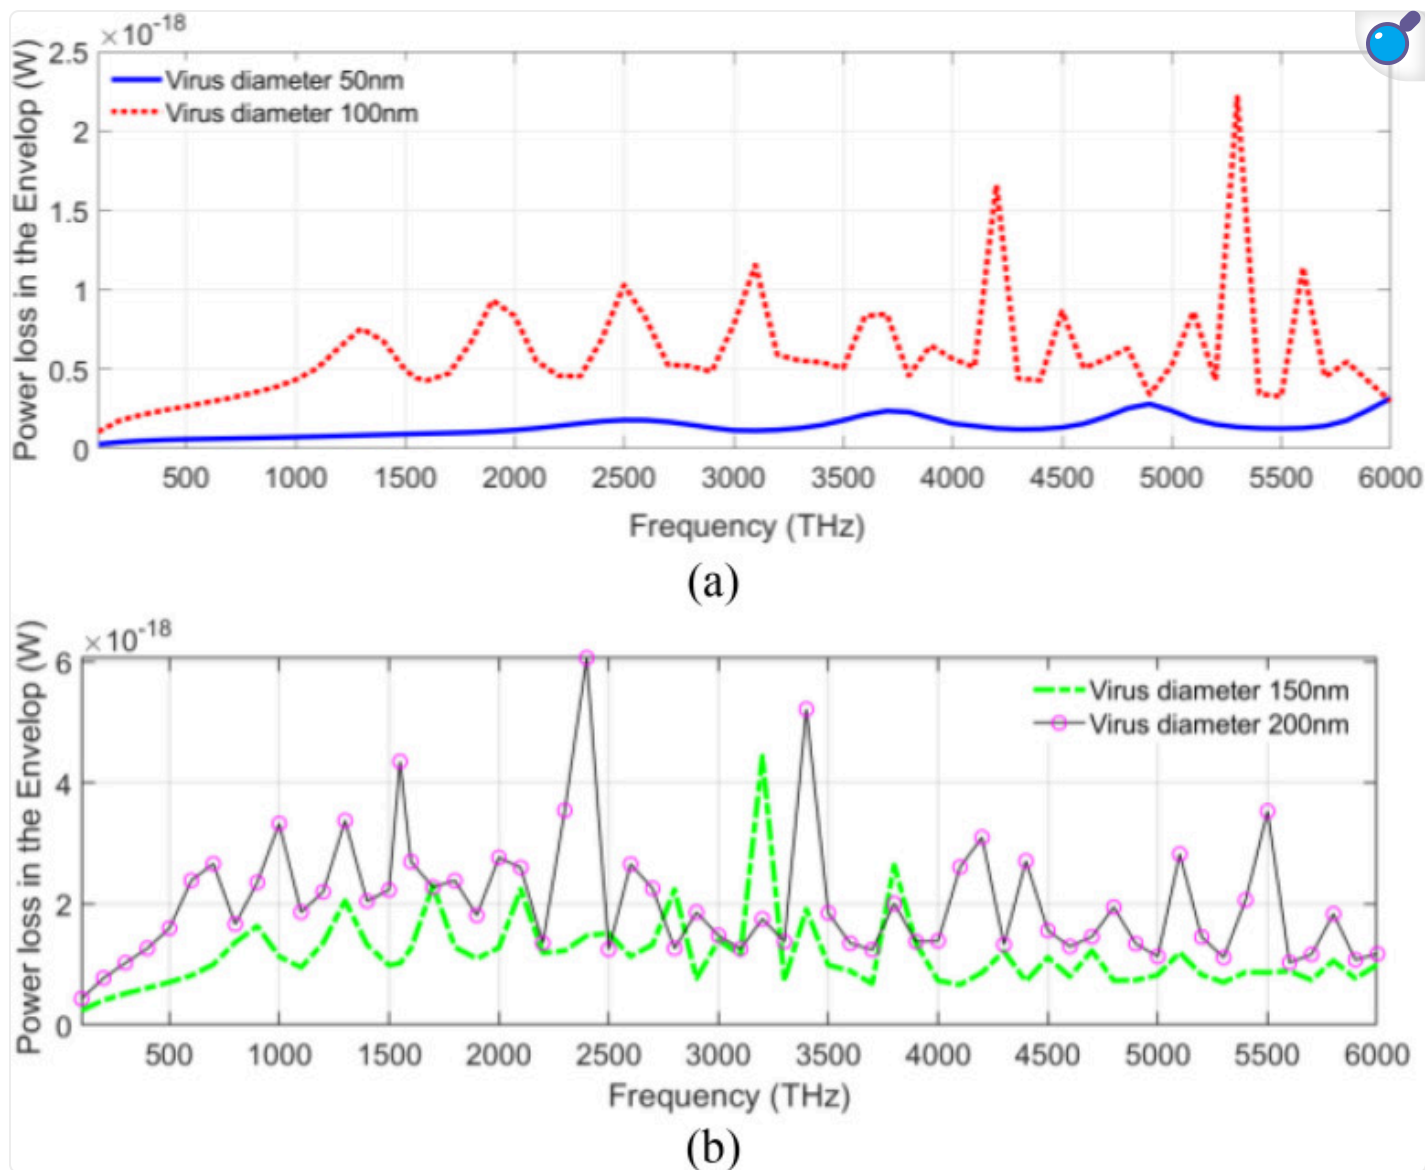 ×10-18
2.5
2
1.5
1
0.5
0
Power loss in the Envelop (W)
Virus diameter 50nm
Virus diameter 100nm
500 1000 1500 2000 2500 3000 3500 4000 4500 5000 5500 6000
Frequency (THz)
(a)
×10-18
6
4
2
0
Power loss in the Envelop (W)
Virus diameter 150nm
Virus diameter 200nm
500 1000 1500 2000 2500 3000 3500 4000 4500 5000 5500 6000
Frequency (THz)
(b)